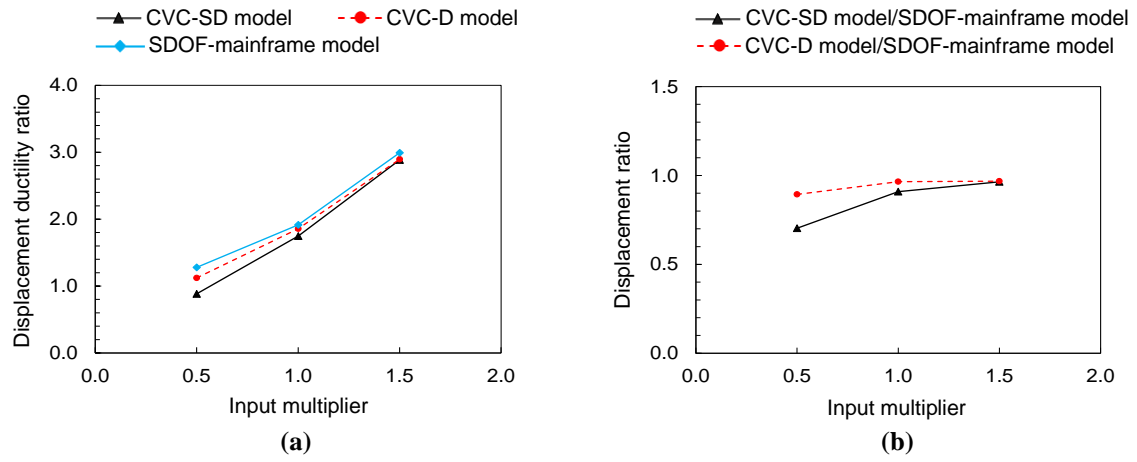 CVC-SD model
CVC-D model
SDOF-mainframe model
Displacement ductility ratio
4.0
3.0
2.0
1.0
0.0
0.0 0.5 1.0 1.5 2.0
Input multiplier
(a)
CVC-SD model/SDOF-mainframe model
CVC-D model/SDOF-mainframe model
Displacement ratio
1.5
1.0
0.5
0.0
0.0 0.5 1.0 1.5 2.0
Input multiplier
(b)